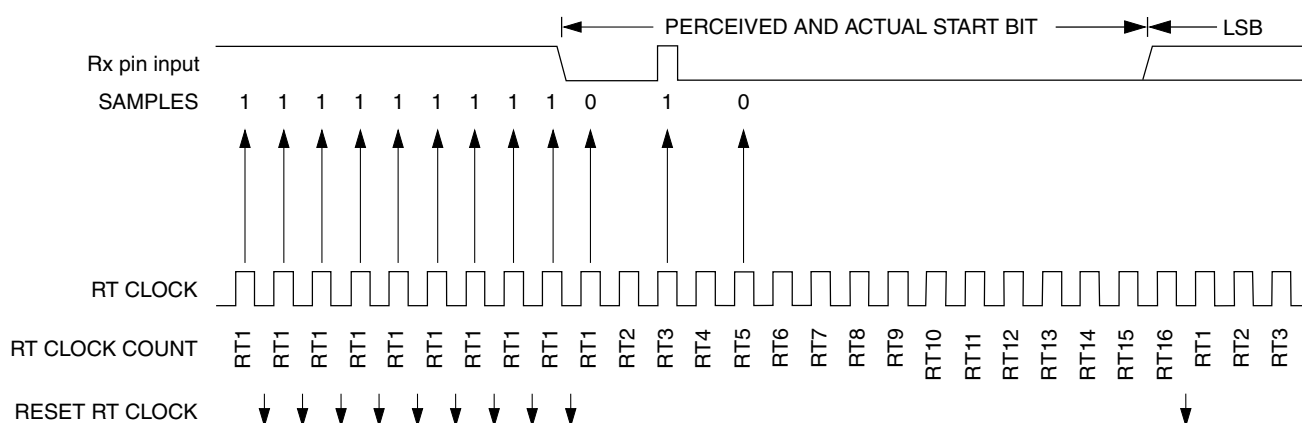 PERCEIVED AND ACTUAL START BIT LSB
Rx pin input
SAMPLES 1 1 1 1 1 1 1 1 1 0 1 0
RT CLOCK
RT CLOCK COUNT RT1 RT1 RT1 RT1 RT1 RT1 RT1 RT1 RT1 RT1 RT2 RT3 RT4 RT5 RT6 RT7 RT8 RT9 RT10 RT11 RT12 RT13 RT14 RT15 RT16 RT1 RT2 RT3
RESET RT CLOCK